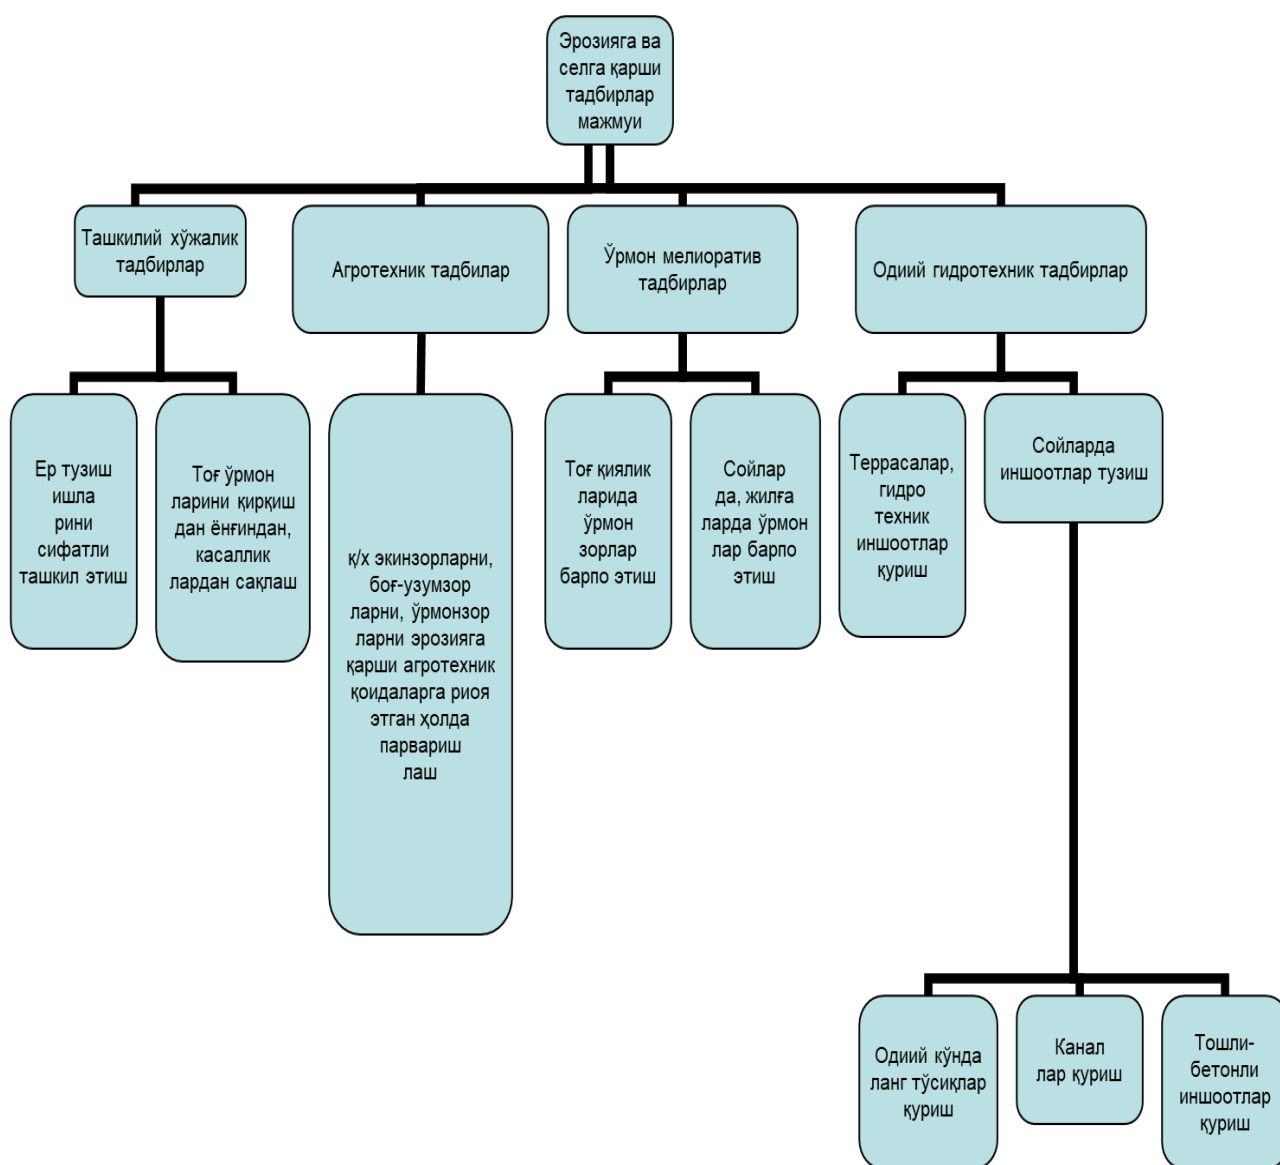 Эрозияга ва
селга қарши
тадбирлар
мажмуи
Ташкилий хўжалик
тадбирлар
Агротехник тадбилар
Ўрмон мелиоратив
тадбирлар
Одиий гидротехник тадбирлар
Ер тузиш
ишла
рини
сифатли
ташкил этиш
Тоғ ўрмон
ларини қирқиш
дан ёнғиндан,
касаллик
лардан сақлаш
қ/х экинзорларни,
боғ-узумзор
ларни, ўрмонзор
ларни эрозияга
қарши агротехник
қоидаларга риоя
этган ҳолда
парвариш
лаш
Тоғ қиялик
ларида
ўрмон
зорлар
барпо этиш
Сойлар
да, жилға
ларда ўрмон
лар барпо
этиш
Террасалар,
гидро
техник
иншоотлар
қуриш
Сойларда
иншоотлар тузиш
Одиий кўнда
ланг тўсиқлар
қуриш
Канал
лар қуриш
Тошли-
бетонли
иншоотлар
қуриш